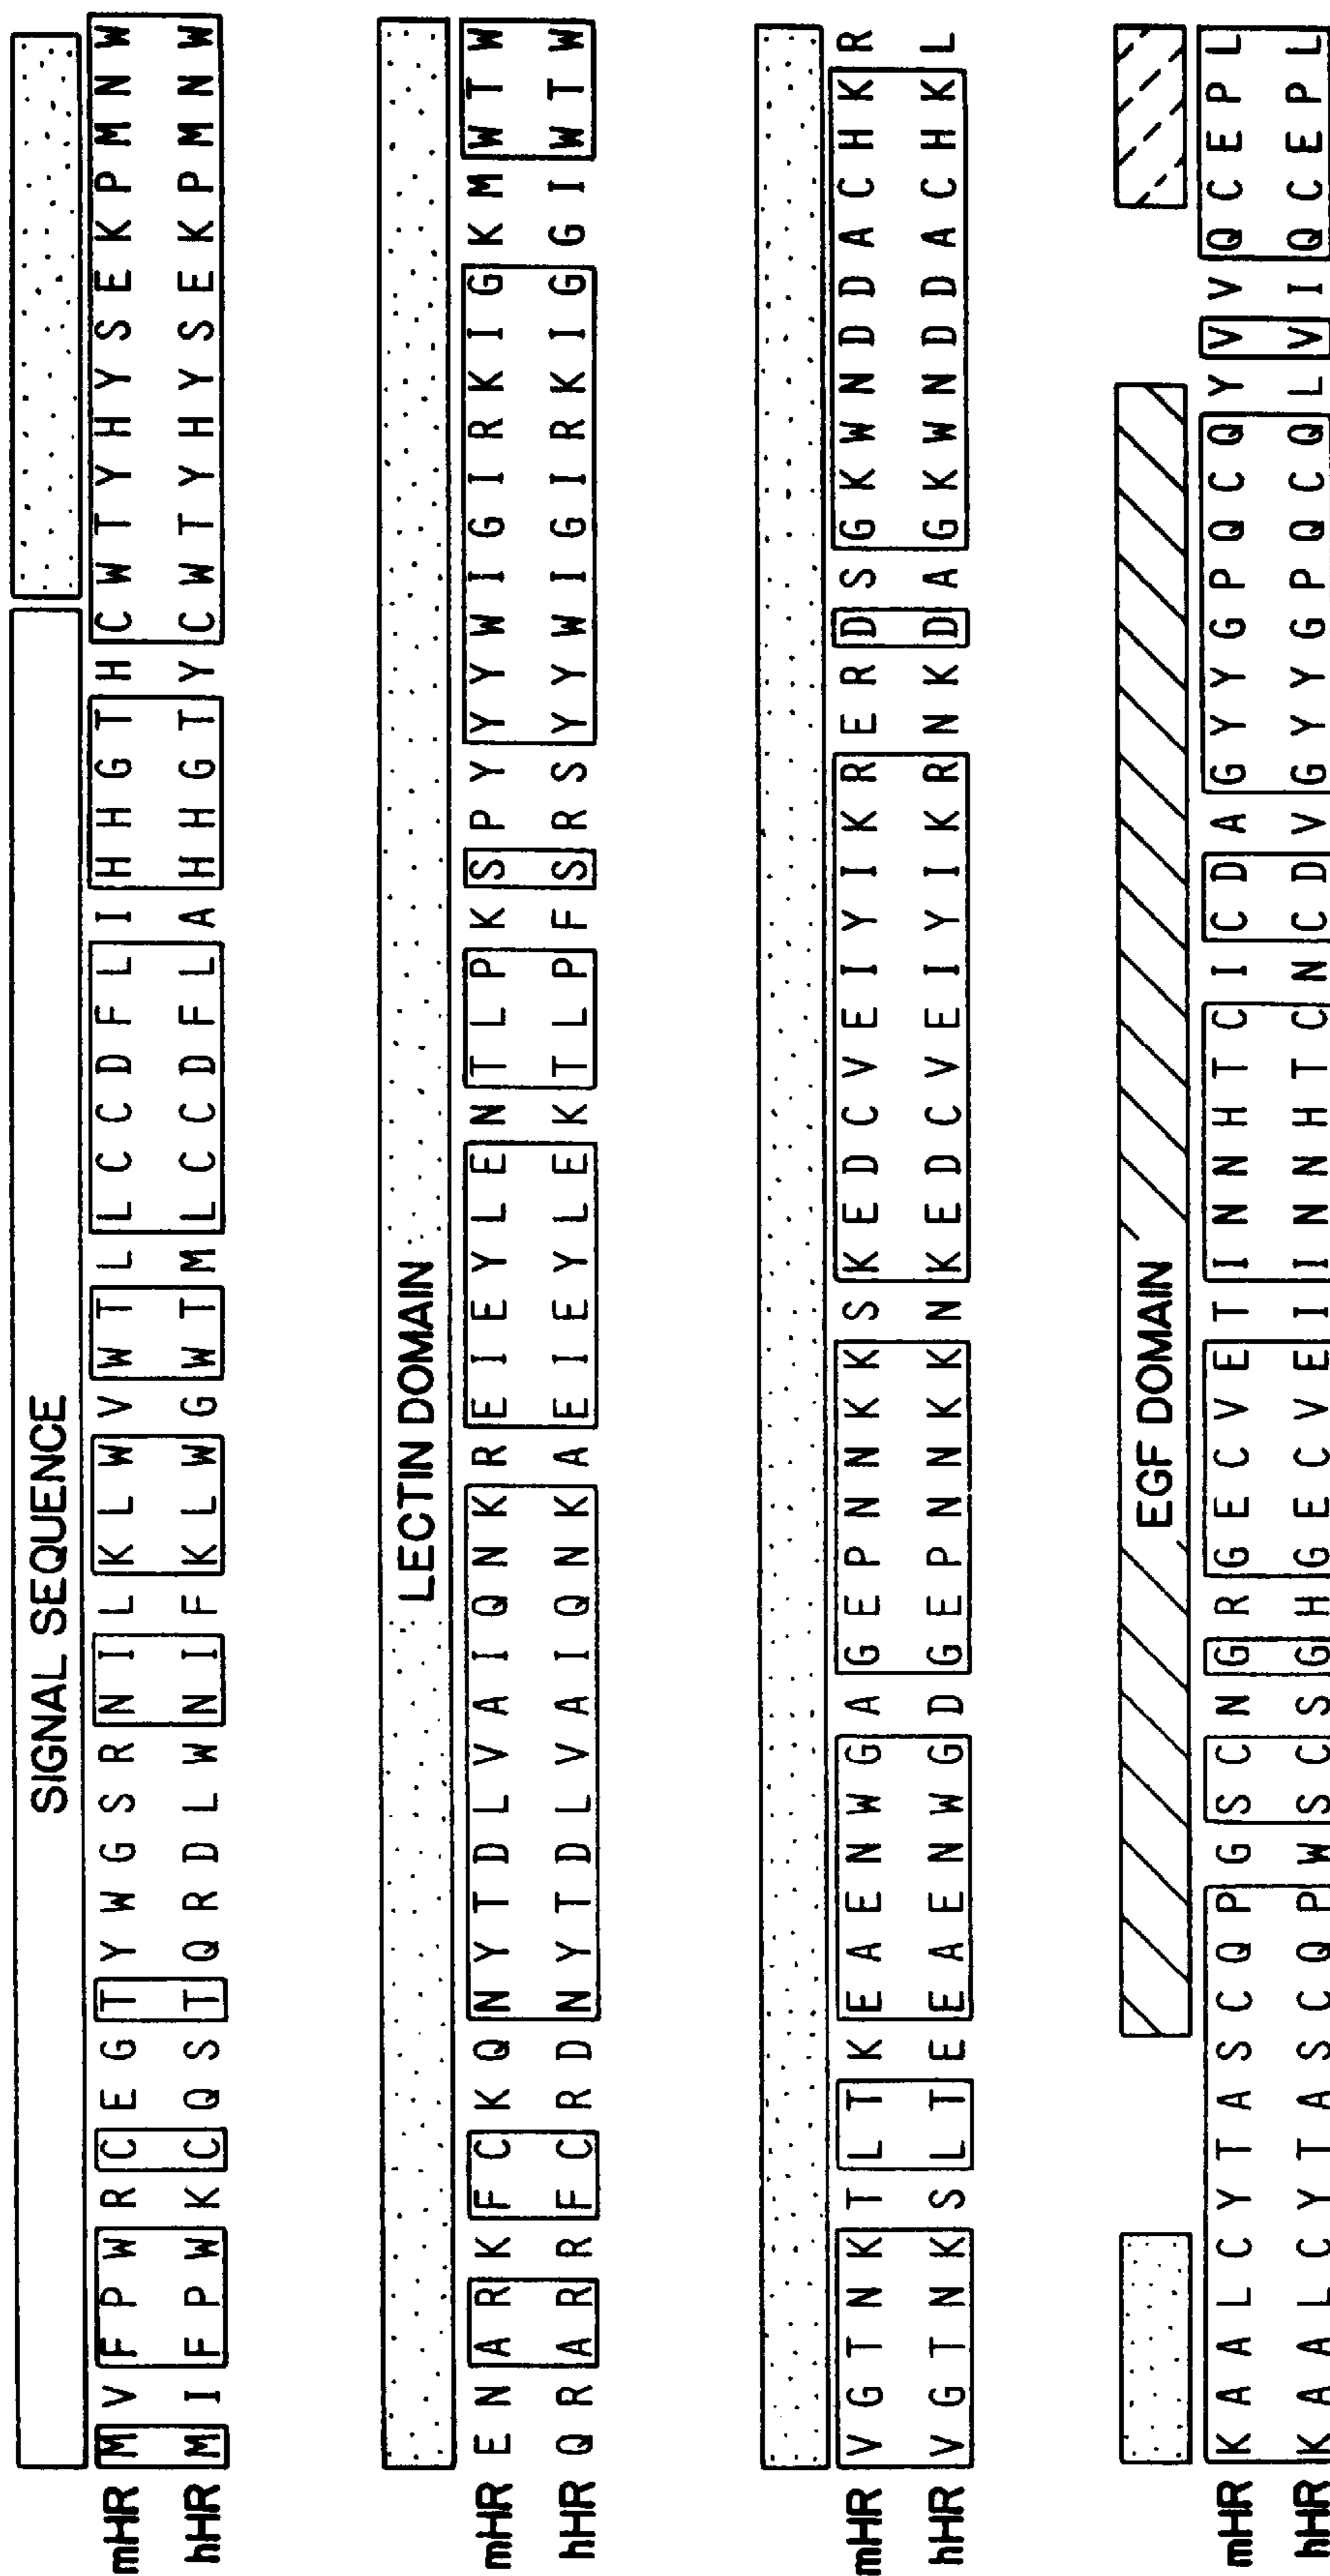 SIGNAL SEQUENCE
mHR M V F P W R C E G T Y W G S R N I L K L W V W T L L C C D F L I H H G T H C W T Y H Y S E K P M N W
hHR M I F P W K C Q S T Q R D L W N I F K L W G W T M L C C D F L A H H G T Y C W T Y H Y S E K P M N W
LECTIN DOMAIN
mHR E N A R K F C K Q N Y T D L V A I Q N K R E I E Y L E N T L P K S P Y Y Y W I G I R K I G K M W T W
hHR Q R A R R F C R D N Y T D L V A I Q N K A E I E Y L E K T L P F S R S Y Y W I G I R K I G G I W T W
mHR V G T N K T L T K E A E N W G A G E P N N K K S K E D C V E I Y I K R E R D S G K W N D D A C H K R
hHR V G T N K S L T E E A E N W G D G E P N N K K N K E D C V E I Y I K R N K D A G K W N D D A C H K L
EGF DOMAIN
mHR K A A L C Y T A S C Q P G S C N G R G E C V E T I N N H T C I C D A G Y Y G P Q C Q Y V V Q C E P L
hHR K A A L C Y T A S C Q P W S C S G H G E C V E I I N N H T C N C D V G Y Y G P Q C Q L V I Q C E P L